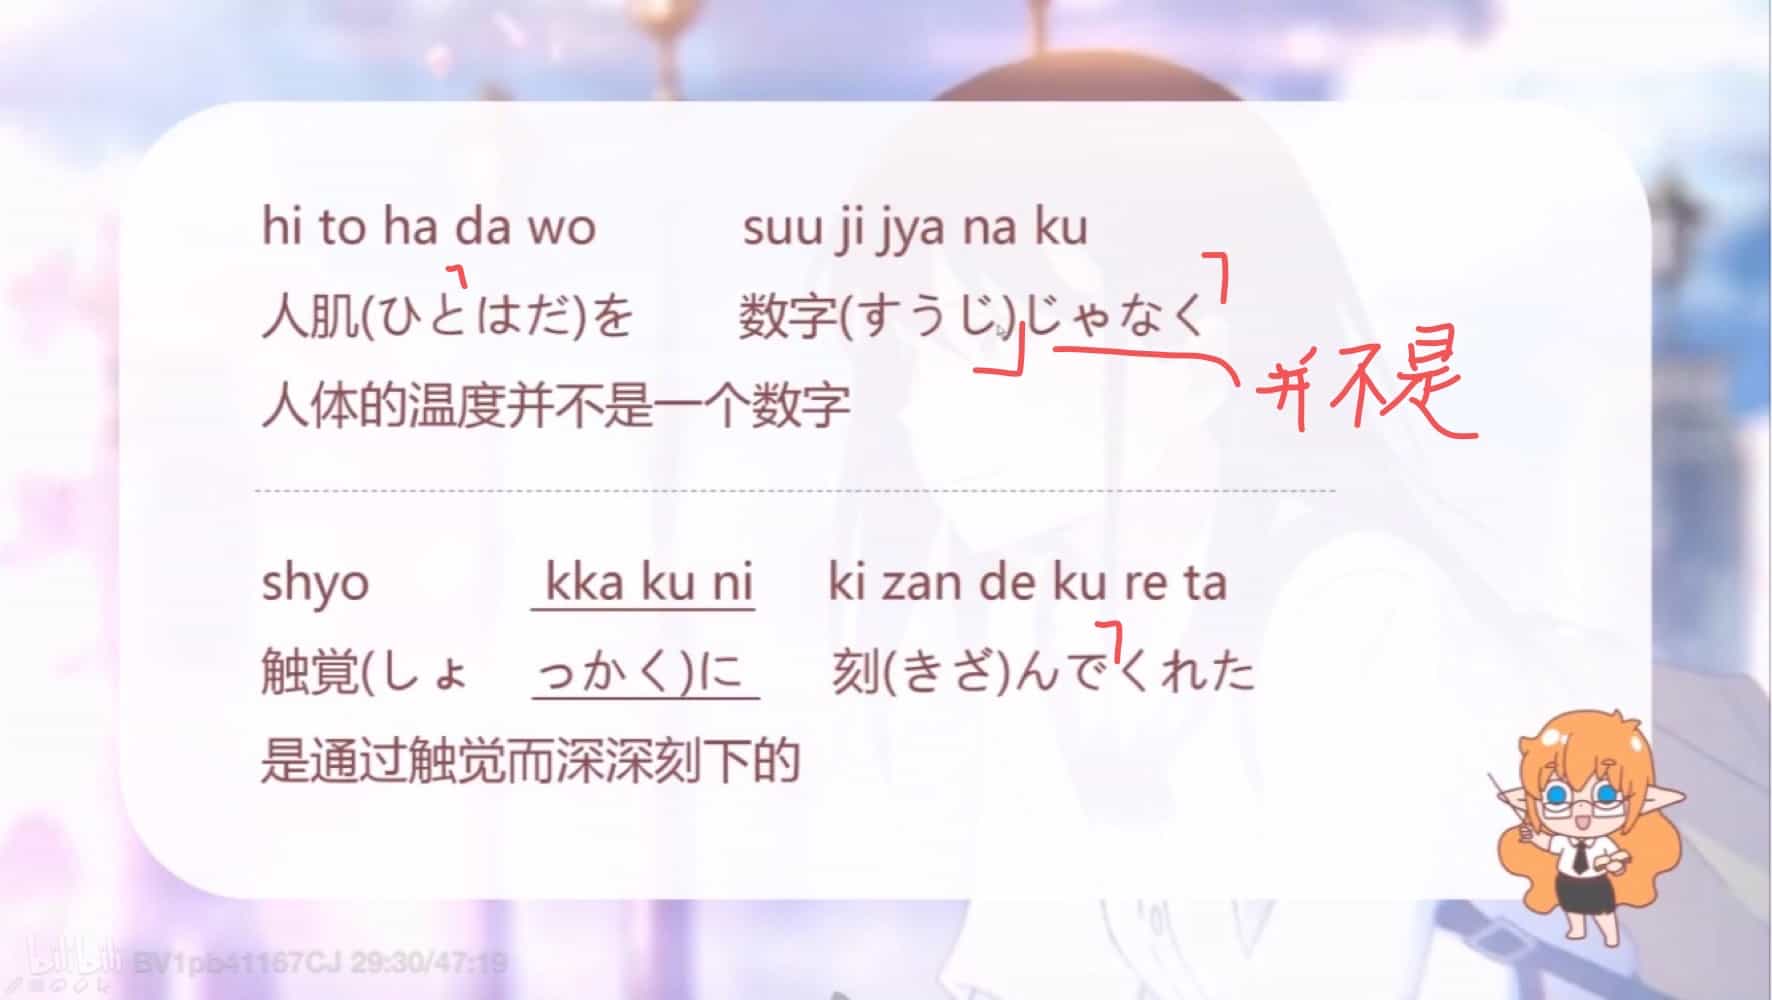 hi to ha da wo suu ji jya na ku
人肌(ひとはだ)を 数字(すうじ)じゃなく
并不是
人体的温度并不是一个数字
shyo kka ku ni ki zan de ku re ta
触覚(しょ っかく)に 刻(きざ)んでくれた
是通过触觉而深深刻下的
bilibili BV1pb41167CJ 29:30/47:19